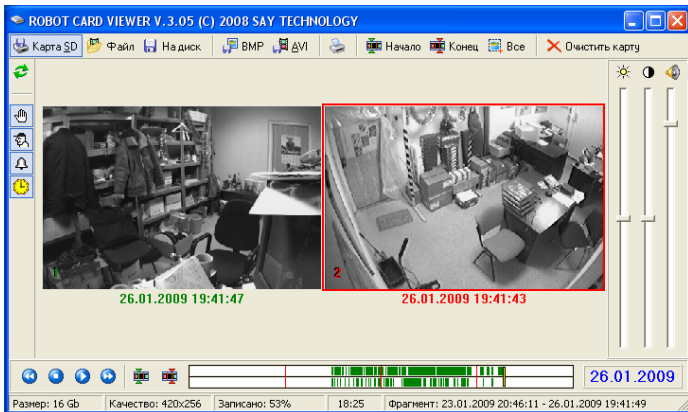 ROBOT CARD VIEWER V.3.05 (C) 2008 SAY TECHNOLOGY
Карта SD Файл На диск BMP AVI Начало Конец Все Очистить карту
1 2
26.01.2009 19:41:47 26.01.2009 19:41:43
26.01.2009
Размер: 16 Gb Качество: 420x256 Записано: 53% 18:25 Фрагмент: 23.01.2009 20:46:11 - 26.01.2009 19:41:49